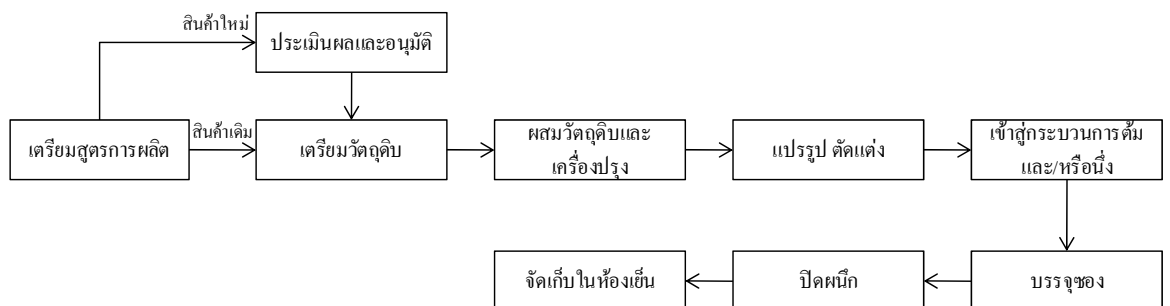 สินค้าใหม่
ประเมินผลและอนุมัติ
เตรียมสูตรการผลิต
สินค้าเดิม
เตรียมวัตถุดิบ
ผสมวัตถุดิบและ
เครื่องปรุง
แปรรูป ตัดแต่ง
เข้าสู่กระบวนการต้ม
และ/หรือนึ่ง
จัดเก็บในห้องเย็น
ปิดผนึก
บรรจุซอง